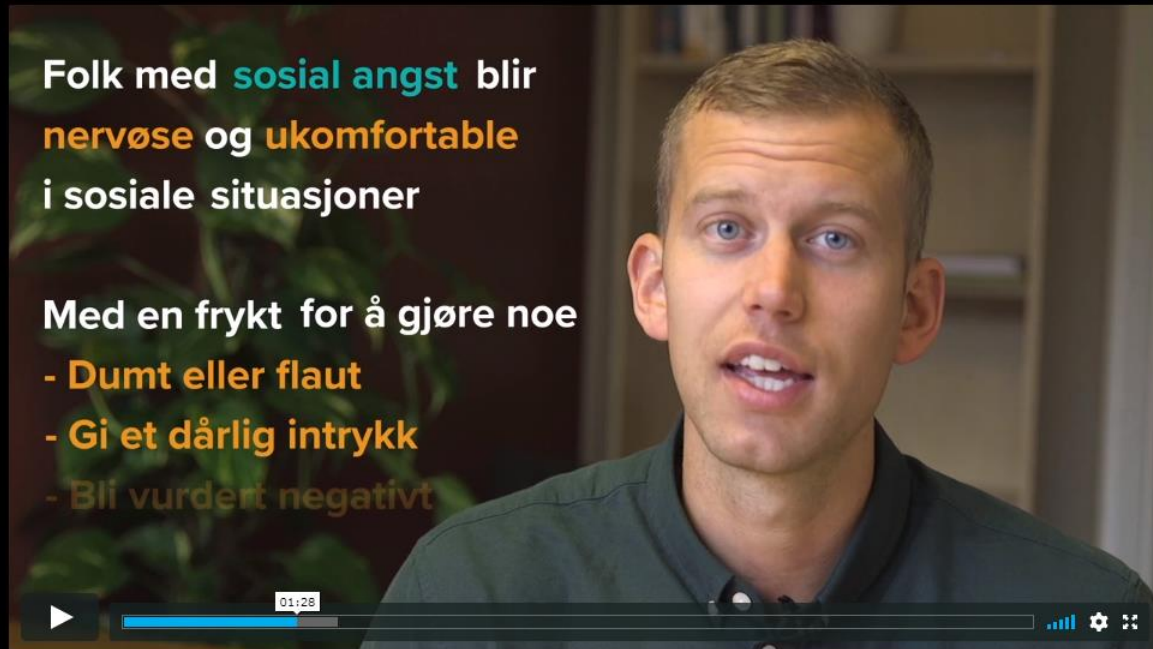 Folk med sosial angst blir
nervøse og ukomfortable
i sosiale situasjoner
Med en frykt for å gjøre noe
- Dumt eller flaut
- Gi et dårlig intrykk
- Bli vurdert negativt
01:28